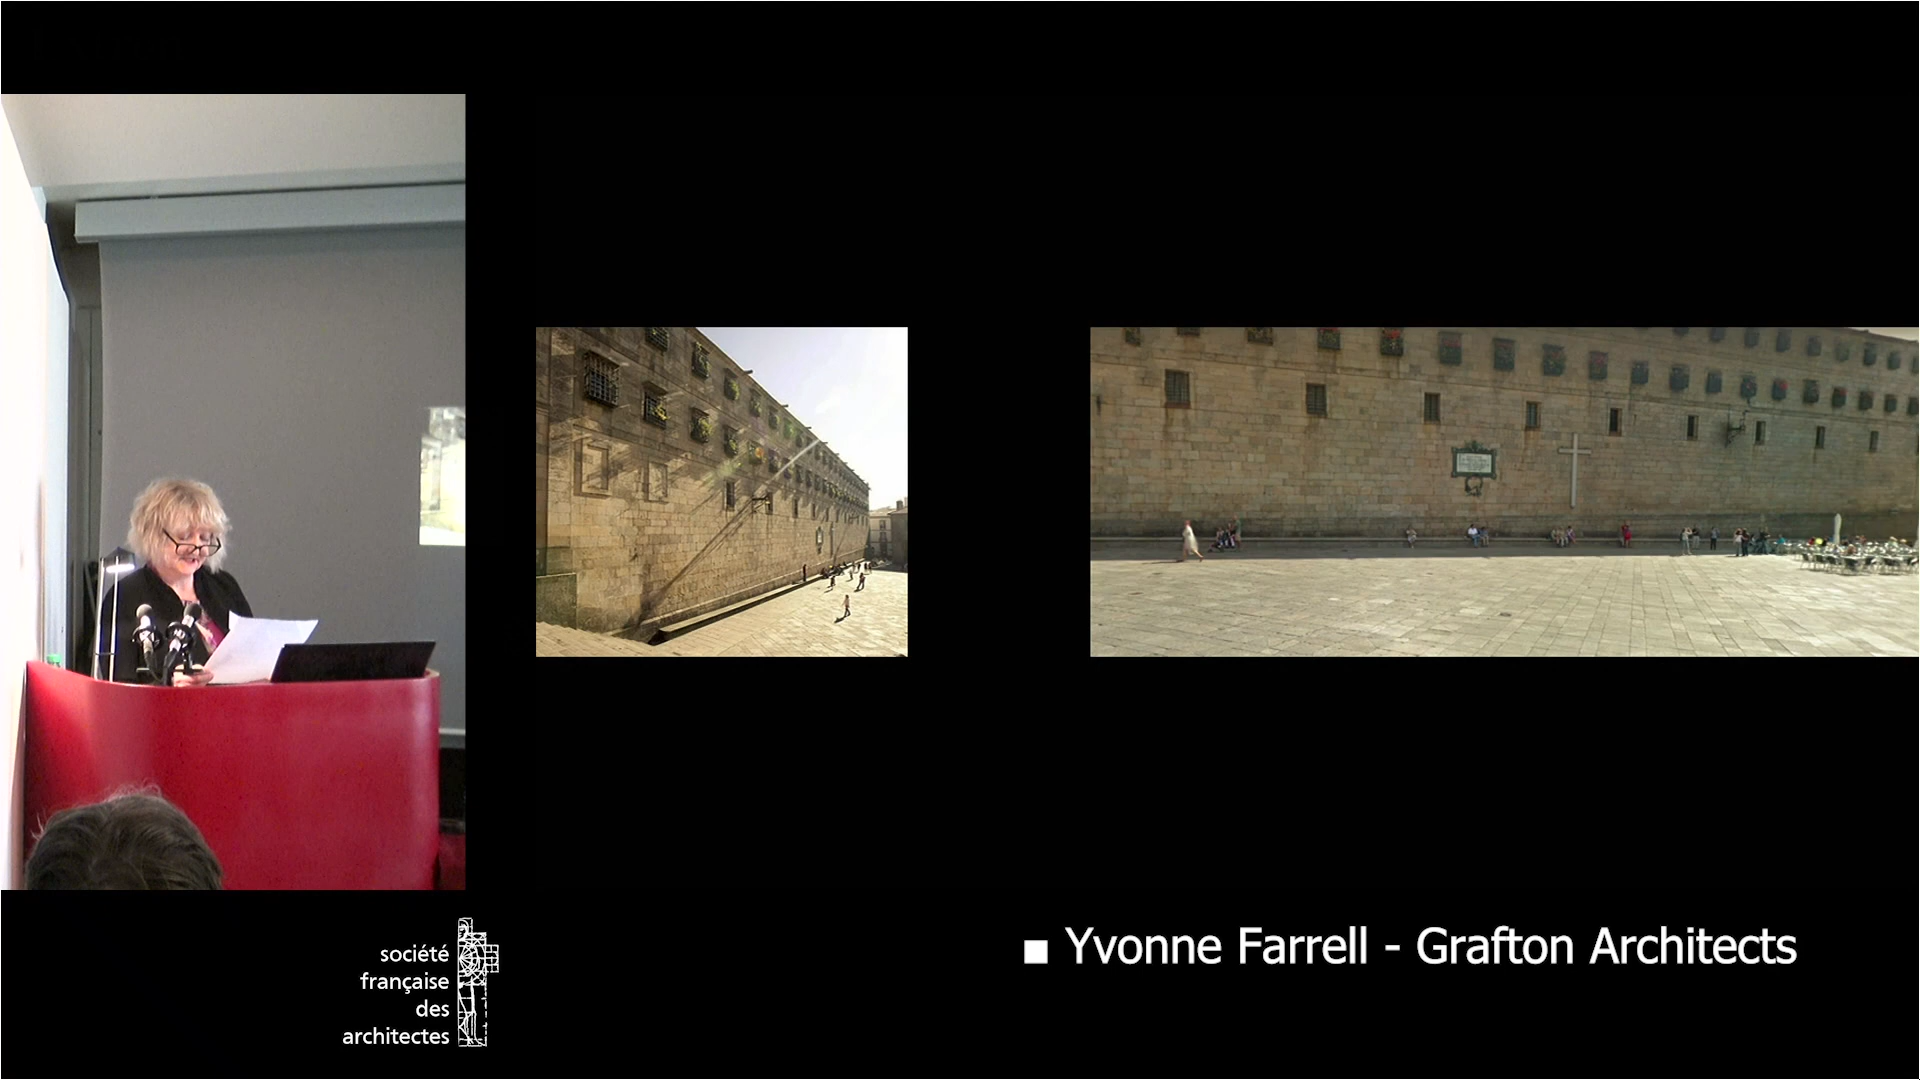 société
française
des
architectes
Yvonne Farrell - Grafton Architects